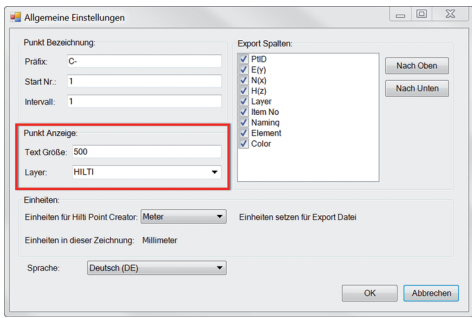 Allgemeine Einstellungen
Punkt Bezeichnung:
Präfix: C-
Start Nr.: 1
Intervall: 1
Punkt Anzeige:
Text Größe: 500
Layer: HILTI
Export Spalten:
PtID
E(Y)
N(x)
H(z)
Layer
Item No
Naming
Element
Color
Nach Oben
Nach Unten
Einheiten:
Einheiten für Hilti Point Creator: Meter Einheiten setzen für Export Datei
Einheiten in dieser Zeichnung: Millimeter
Sprache: Deutsch (DE)
OK Abbrechen